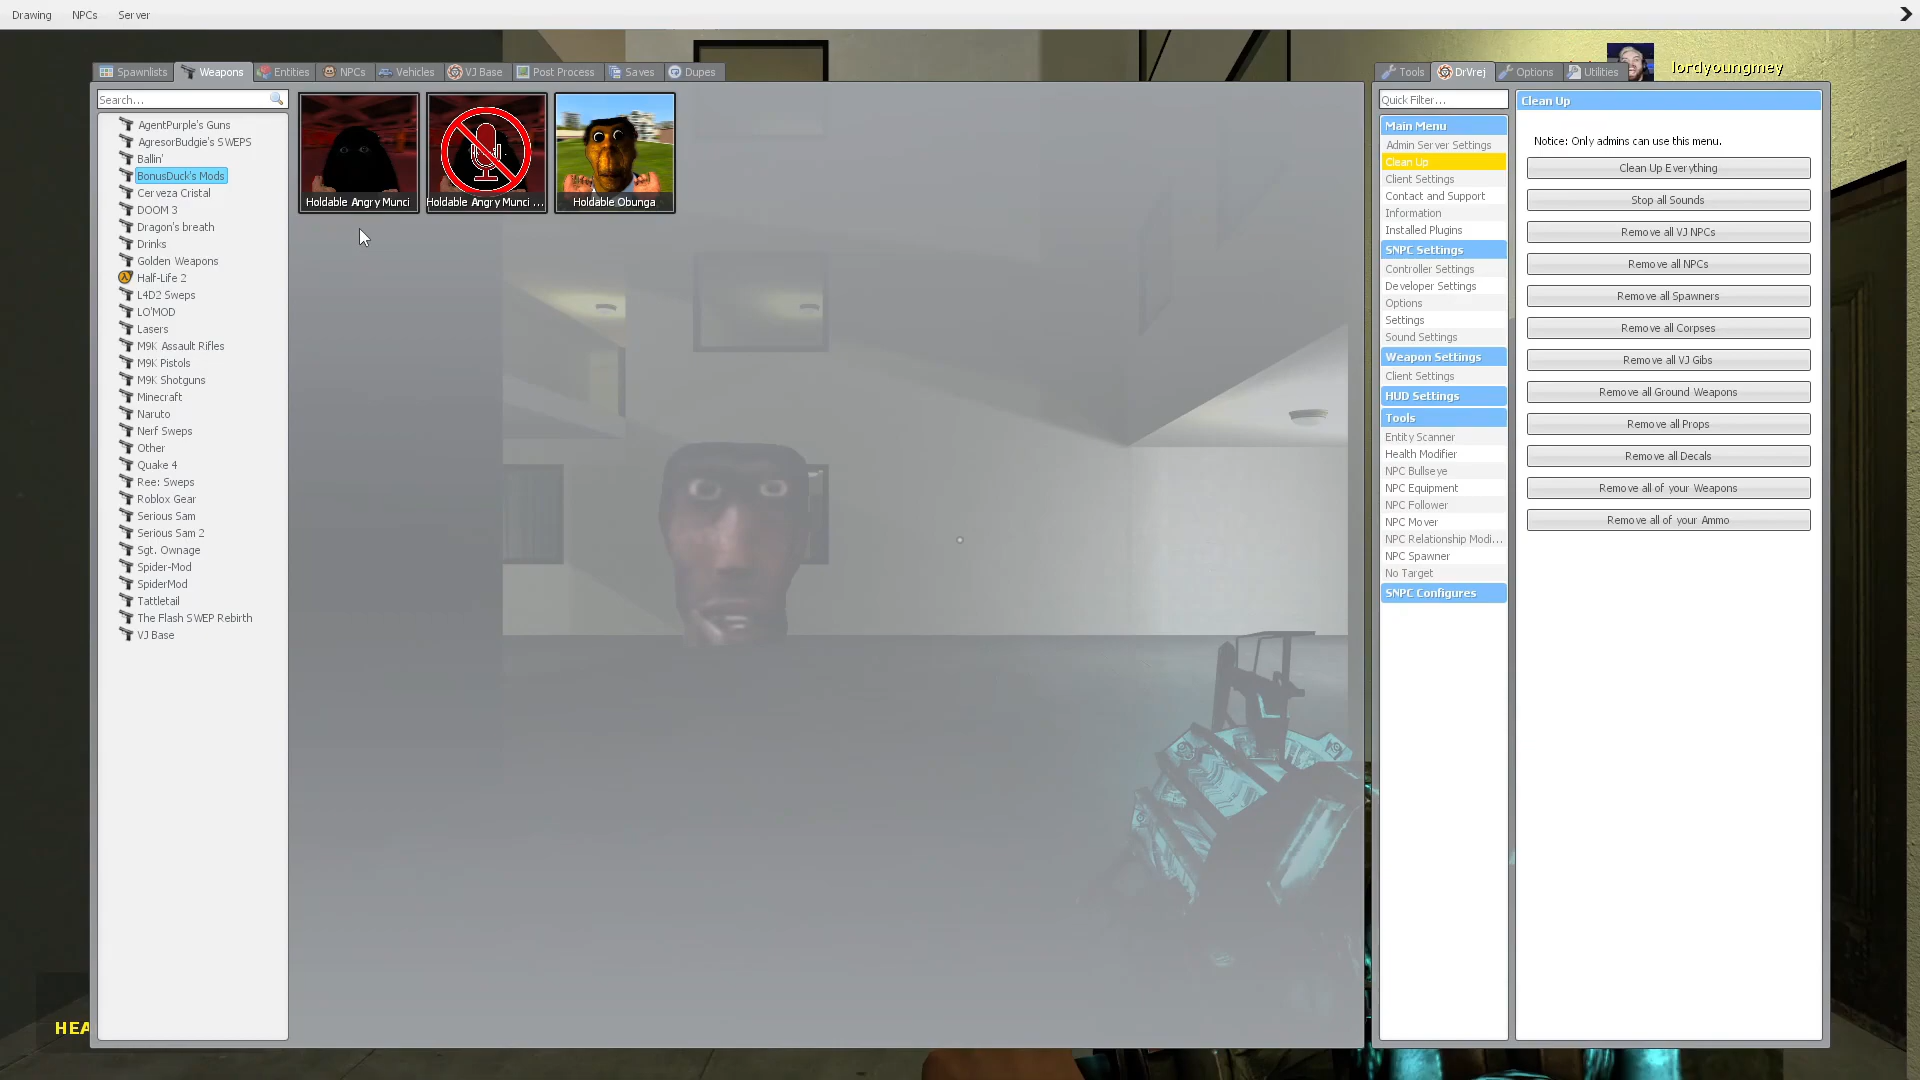 Drawing NPCs Server
lordyoungmey
Spawnlists Weapons Entities NPCs Vehicles VJ Base Post Process Saves Dupes
Search...
AgentPurple's Guns
AgresorBudgie's SWEPS
Ballin'
BonusDuck's Mods
Cerveza Cristal
DOOM 3
Dragon's breath
Drinks
Golden Weapons
Half-Life 2
L4D2 Sweps
LO'MOD
Lasers
M9K Assault Rifles
M9K Pistols
M9K Shotguns
Minecraft
Naruto
Nerf Sweps
Other
Quake 4
Ree: Sweps
Roblox Gear
Serious Sam
Serious Sam 2
Sgt. Ownage
Spider-Mod
SpiderMod
Tattletail
The Flash SWEP Rebirth
VJ Base
Holdable Angry Munci
Holdable Angry Munci ...
Holdable Obunga
HEA
Tools DrVrej Options Utilities
Quick Filter...
Main Menu
Admin Server Settings
Clean Up
Client Settings
Contact and Support
Information
Installed Plugins
SNPC Settings
Controller Settings
Developer Settings
Options
Settings
Sound Settings
Weapon Settings
Client Settings
HUD Settings
Tools
Entity Scanner
Health Modifier
NPC Bullseye
NPC Equipment
NPC Follower
NPC Mover
NPC Relationship Modi...
NPC Spawner
No Target
SNPC Configures
Clean Up
Notice: Only admins can use this menu.
Clean Up Everything
Stop all Sounds
Remove all VJ NPCs
Remove all NPCs
Remove all Spawners
Remove all Corpses
Remove all VJ Gibs
Remove all Ground Weapons
Remove all Props
Remove all Decals
Remove all of your Weapons
Remove all of your Ammo